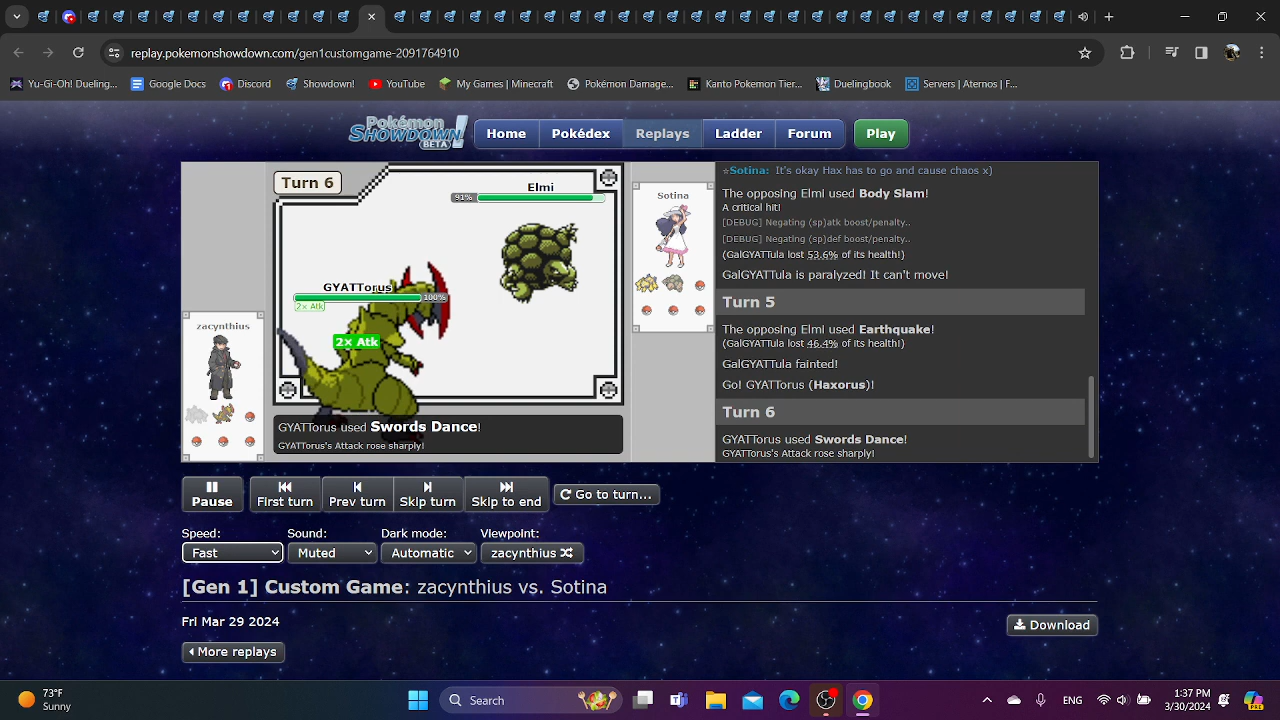 replay.pokemonshowdown.com/gen1customgame-2091764910
Yu-Gi-Oh! Dueling...
Google Docs
Discord
Showdown!
YouTube
My Games | Minecraft
Pokémon Damage...
Kanto Pokemon Tier...
Duelingbook
Servers | Aternos | F...
Pokémon
SHOWDOWN!
BETA
Home
Pokédex
Replays
Ladder
Forum
Play
Turn 6
Elmi
91%
GYATTorus
100%
2× Atk
2× Atk
zacynthius
Sotina
GYATTorus used Swords Dance!
GYATTorus's Attack rose sharply!
☆Sotina: It's okay Hax has to go and cause chaos x)
The opposing Elmi used Body Slam!
A critical hit!
[DEBUG] Negating (sp)atk boost/penalty..
[DEBUG] Negating (sp)def boost/penalty..
(GalGYATTula lost 53.6% of its health!)
GalGYATTula is paralyzed! It can't move!
Turn 5
The opposing Elmi used Earthquake!
(GalGYATTula lost 46.4% of its health!)
GalGYATTula fainted!
Go! GYATTorus (Haxorus)!
Turn 6
GYATTorus used Swords Dance!
GYATTorus's Attack rose sharply!
Pause
First turn
Prev turn
Skip turn
Skip to end
Go to turn...
Speed:
Sound:
Dark mode:
Viewpoint:
Fast
Muted
Automatic
zacynthius
[Gen 1] Custom Game: zacynthius vs. Sotina
Fri Mar 29 2024
Download
More replays
73°F
Sunny
Search
ENG
1:37 PM
3/30/2024
PRE